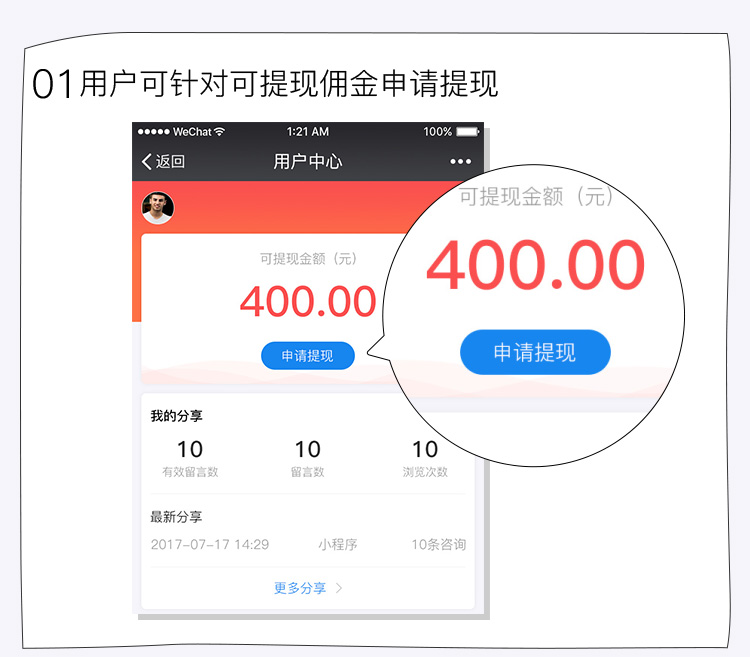 01用户可针对可提现佣金申请提现
WeChat 1:21 AM 100%
返回 用户中心
可提现金额（元）
400.00
申请提现
可提现金额（元）
400.00
申请提现
我的分享
10 10 10
有效留言数 留言数 浏览次数
最新分享
2017-07-17 14:29 小程序 10条咨询
更多分享